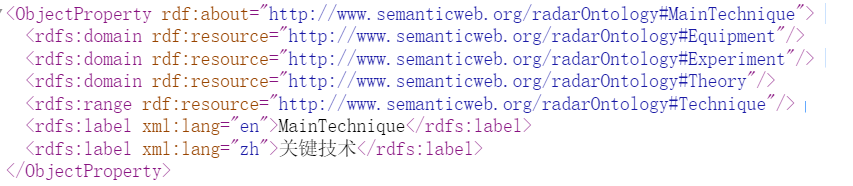 <ObjectProperty rdf:about="http://www.semanticweb.org/radarOntology#MainTechnique">
<rdfs:domain rdf:resource="http://www.semanticweb.org/radarOntology#Equipment"/>
<rdfs:domain rdf:resource="http://www.semanticweb.org/radarOntology#Experiment"/>
<rdfs:domain rdf:resource="http://www.semanticweb.org/radarOntology#Theory"/>
<rdfs:range rdf:resource="http://www.semanticweb.org/radarOntology#Technique"/>
<rdfs:label xml:lang="en">MainTechnique</rdfs:label>
<rdfs:label xml:lang="zh">关键技术</rdfs:label>
</ObjectProperty>